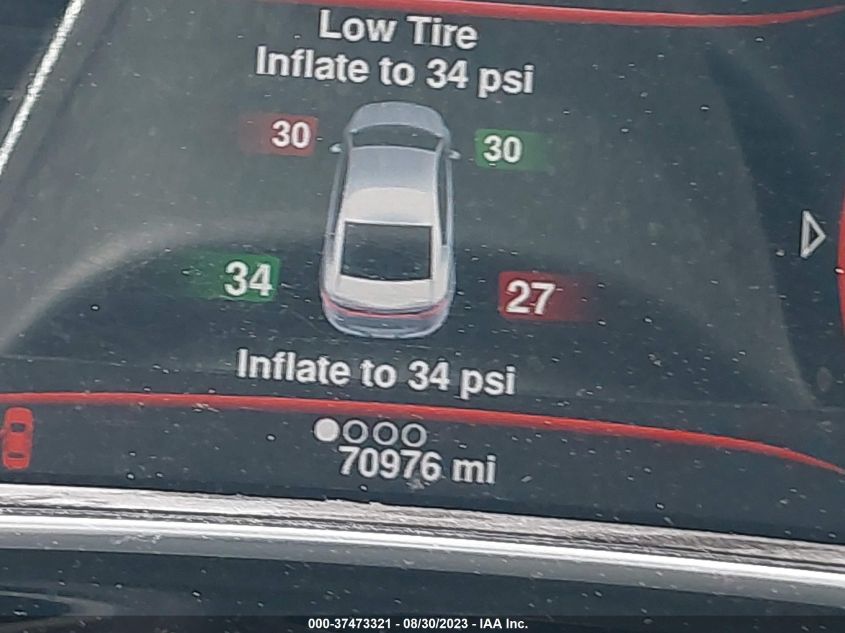 Low Tire
Inflate to 34 psi
30 30
34 27
Inflate to 34 psi
70976 mi
000-37473321 - 08/30/2023 - IAA Inc.